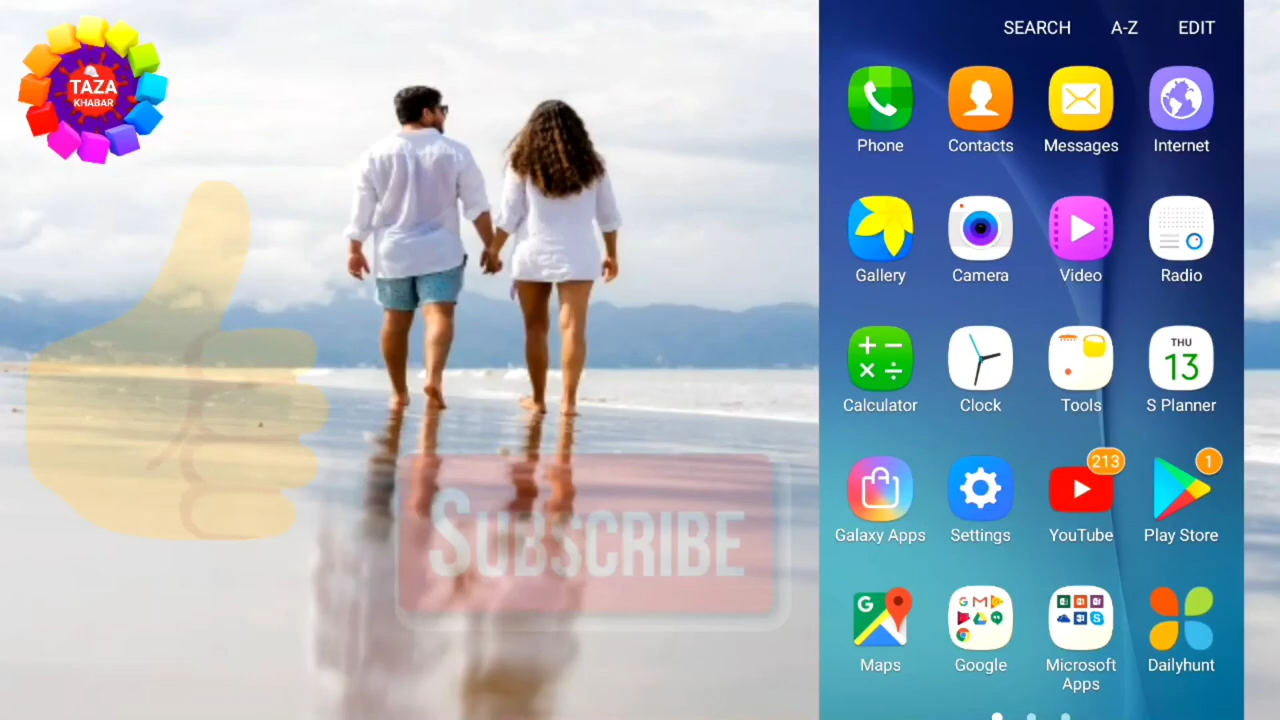 TAZA
KHABAR
SUBSCRIBE
SEARCH A-Z EDIT
Phone Contacts Messages Internet
Gallery Camera Video Radio
THU
13
Calculator Clock Tools S Planner
213 1
Galaxy Apps Settings YouTube Play Store
Maps Google Microsoft Apps Dailyhunt